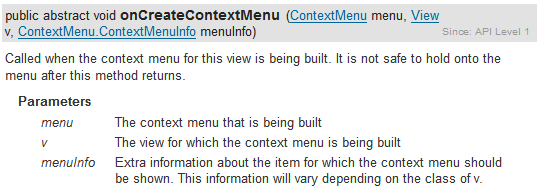 public abstract void onCreateContextMenu (ContextMenu menu, View
v, ContextMenu.ContextMenuInfo menuInfo)
Since: API Level 1
Called when the context menu for this view is being built. It is not safe to hold onto the
menu after this method returns.
Parameters
menu The context menu that is being built
v The view for which the context menu is being built
menuInfo Extra information about the item for which the context menu should
be shown. This information will vary depending on the class of v.